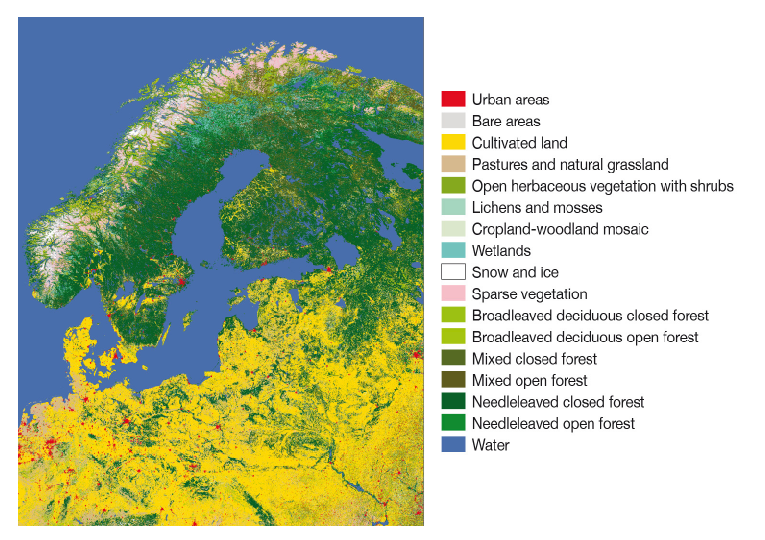 Urban areas
Bare areas
Cultivated land
Pastures and natural grassland
Open herbaceous vegetation with shrubs
Lichens and mosses
Cropland-woodland mosaic
Wetlands
Snow and ice
Sparse vegetation
Broadleaved deciduous closed forest
Broadleaved deciduous open forest
Mixed closed forest
Mixed open forest
Needleleaved closed forest
Needleleaved open forest
Water